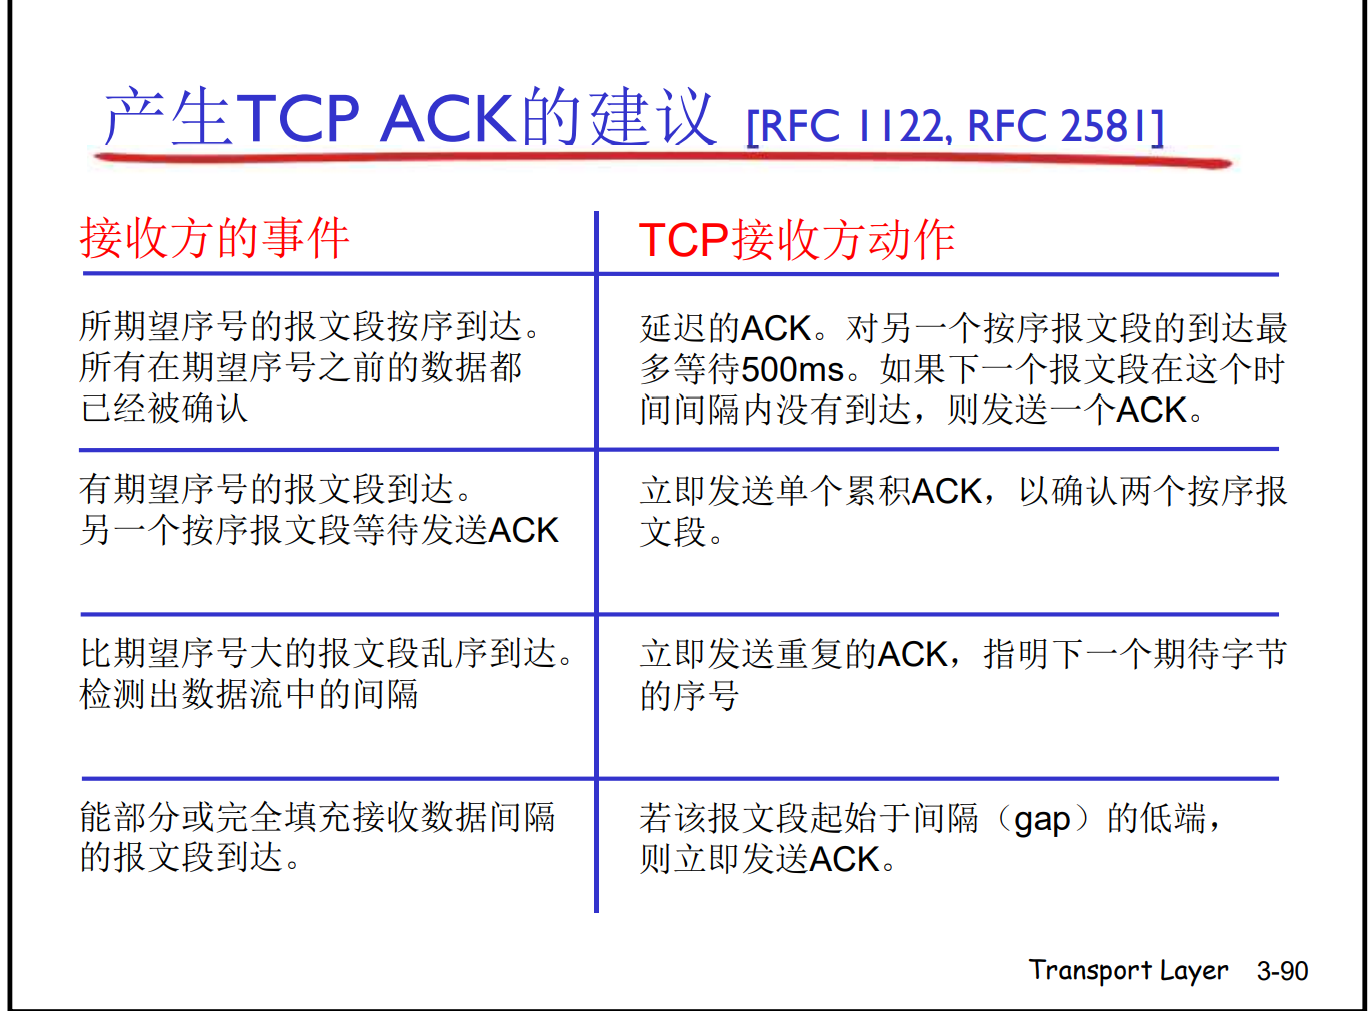 产生TCP ACK的建议 [RFC 1122, RFC 2581]
接收方的事件
TCP接收方动作
所期望序号的报文段按序到达。
所有在期望序号之前的数据都
已经被确认
延迟的ACK。对另一个按序报文段的到达最
多等待500ms。如果下一个报文段在这个时
间间隔内没有到达，则发送一个ACK。
有期望序号的报文段到达。
另一个按序报文段等待发送ACK
立即发送单个累积ACK，以确认两个按序报
文段。
比期望序号大的报文段乱序到达。
检测出数据流中的间隔
立即发送重复的ACK，指明下一个期待字节
的序号
能部分或完全填充接收数据间隔
的报文段到达。
若该报文段起始于间隔（gap）的低端，
则立即发送ACK。
Transport Layer 3-90